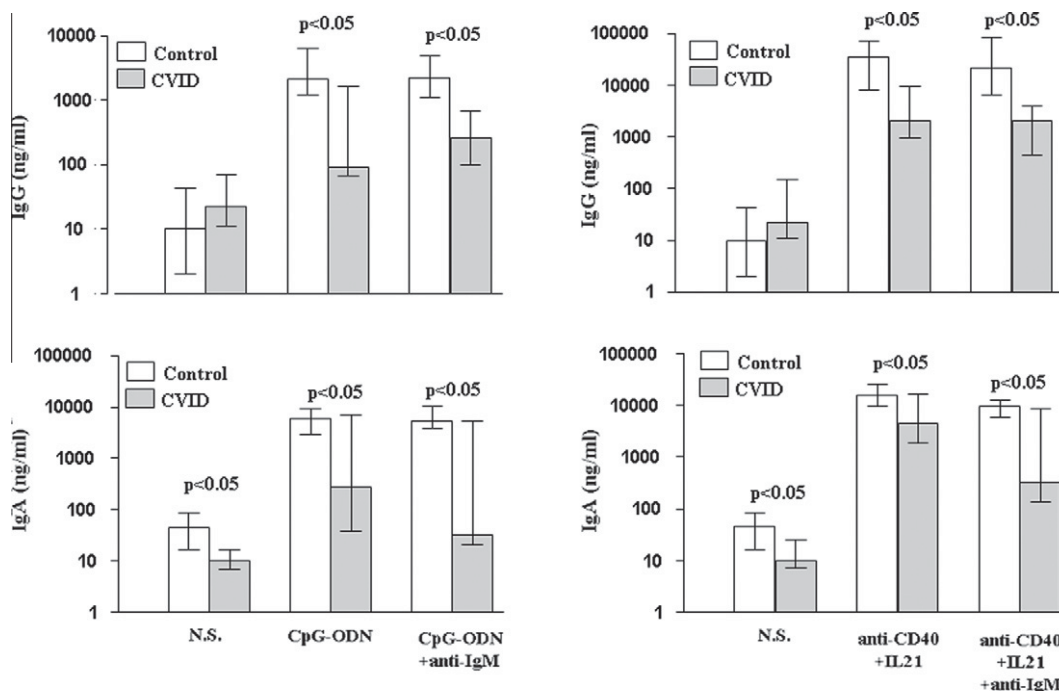 p<0.05
p<0.05
10000
1000
100
10
1
IgG (ng/ml)
Control
CVID
p<0.05
p<0.05
100000
10000
1000
100
10
1
IgG (ng/ml)
Control
CVID
100000
10000
1000
100
10
1
IgA (ng/ml)
Control
CVID
p<0.05
p<0.05
p<0.05
N.S.
CpG-ODN
CpG-ODN
+anti-IgM
100000
10000
1000
100
10
1
IgA (ng/ml)
Control
CVID
p<0.05
p<0.05
p<0.05
N.S.
anti-CD40
+IL21
anti-CD40
+IL21
+anti-IgM